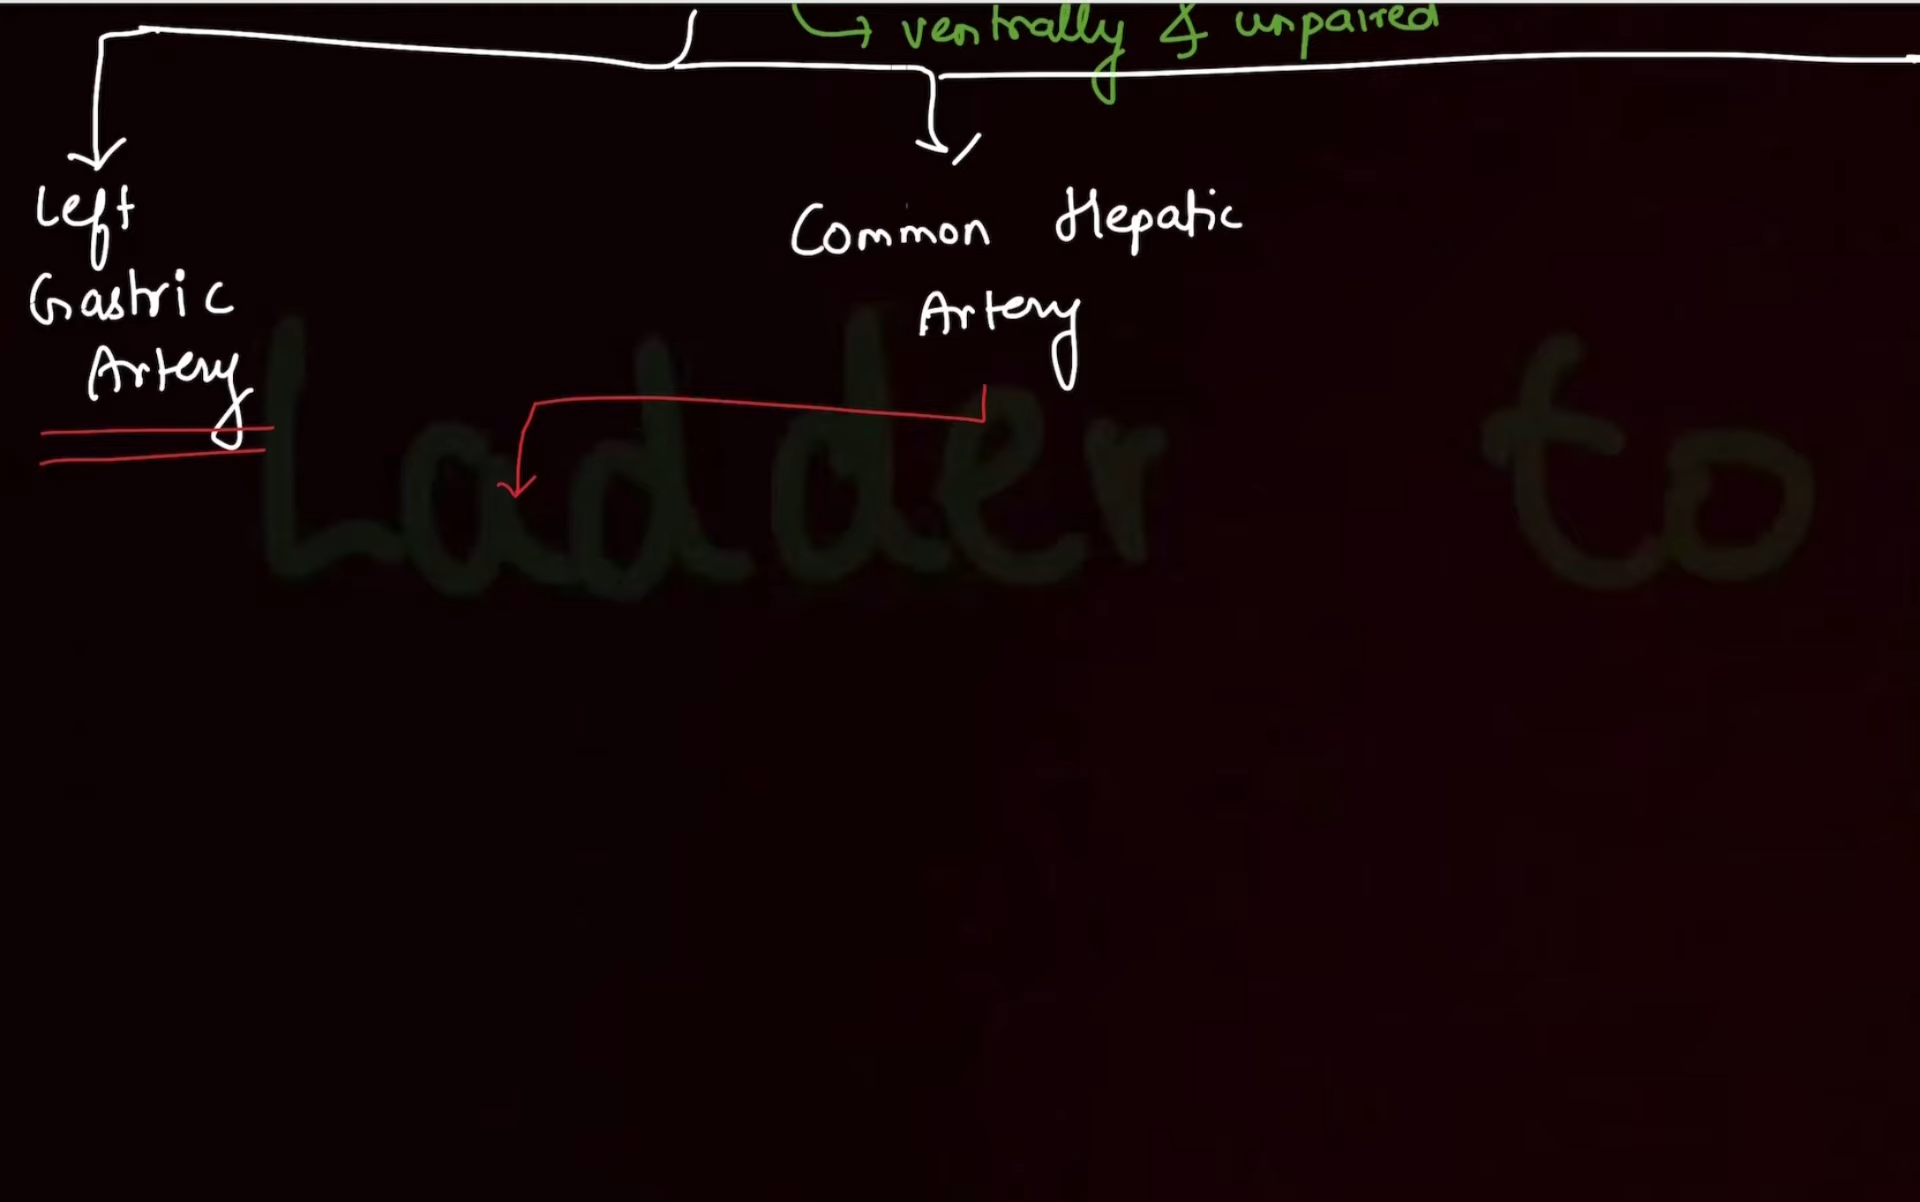 ventrally & unpaired
Left
Gastric
Artery
Common Hepatic
Artery
Ladder to